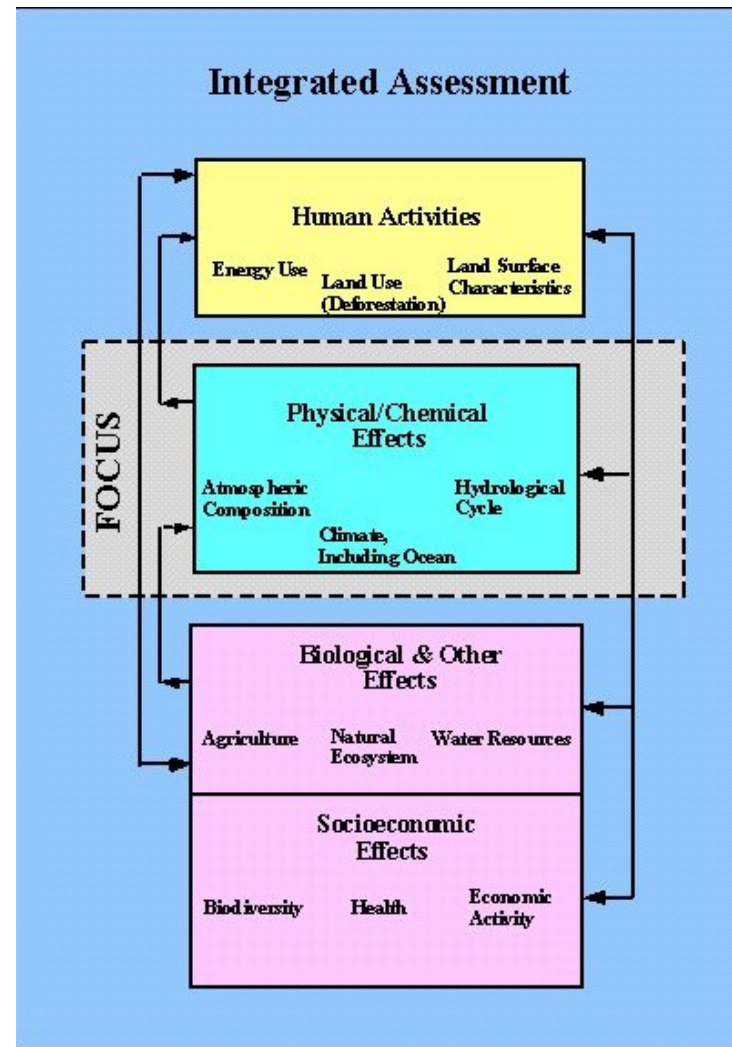 Integrated Assessment
Human Activities
Energy Use
Land Use
(Deforestation)
Land Surface
Characteristics
FOCUS
Physical/Chemical
Effects
Atmospheric
Composition
Climate,
Including Ocean
Hydrological
Cycle
Biological & Other
Effects
Agriculture
Natural
Ecosystem
Water Resources
Socioeconomic
Effects
Biodiversity
Health
Economic
Activity